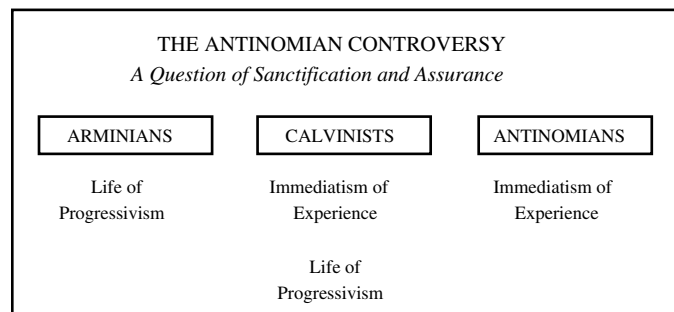 THE ANTINOMIAN CONTROVERSY
A Question of Sanctification and Assurance
ARMINIANS
CALVINISTS
ANTINOMIANS
Life of
Progressivism
Immediatism of
Experience
Immediatism of
Experience
Life of
Progressivism